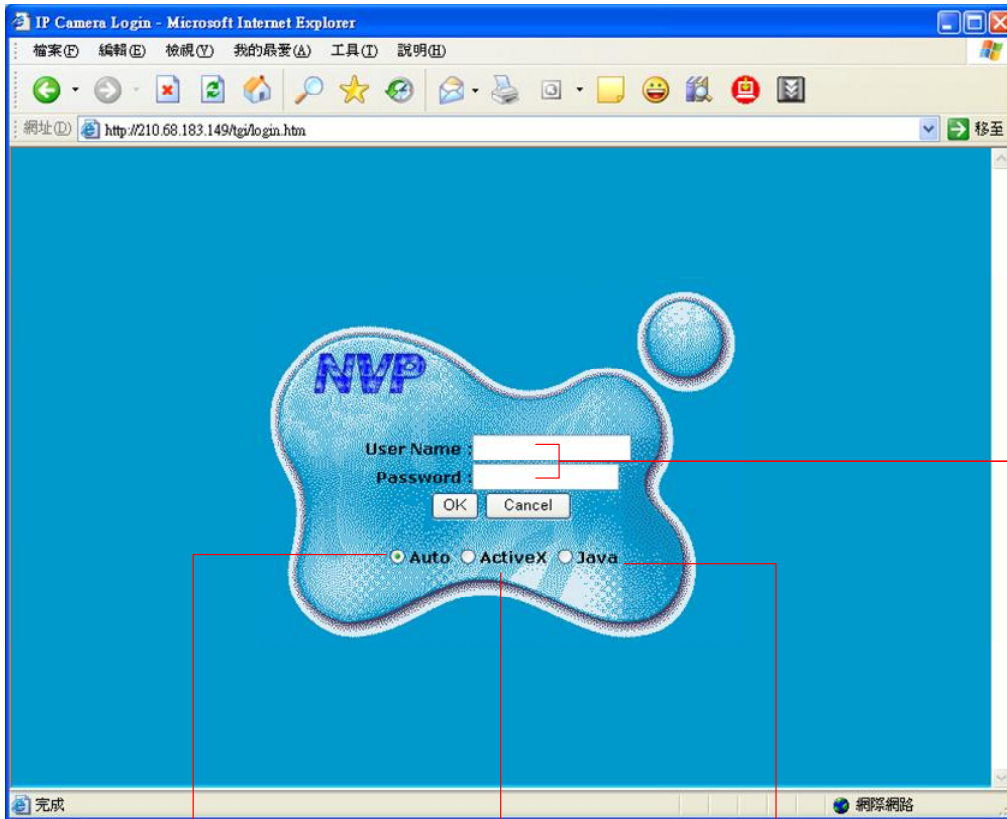 IP Camera Login - Microsoft Internet Explorer
檔案(F) 編輯(E) 檢視(V) 我的最愛(A) 工具(T) 說明(H)
網址(D) http://210.68.183.149/tgi/login.htm 移至
NVP
User Name :
Password :
OK Cancel
Auto ActiveX Java
完成 網際網路